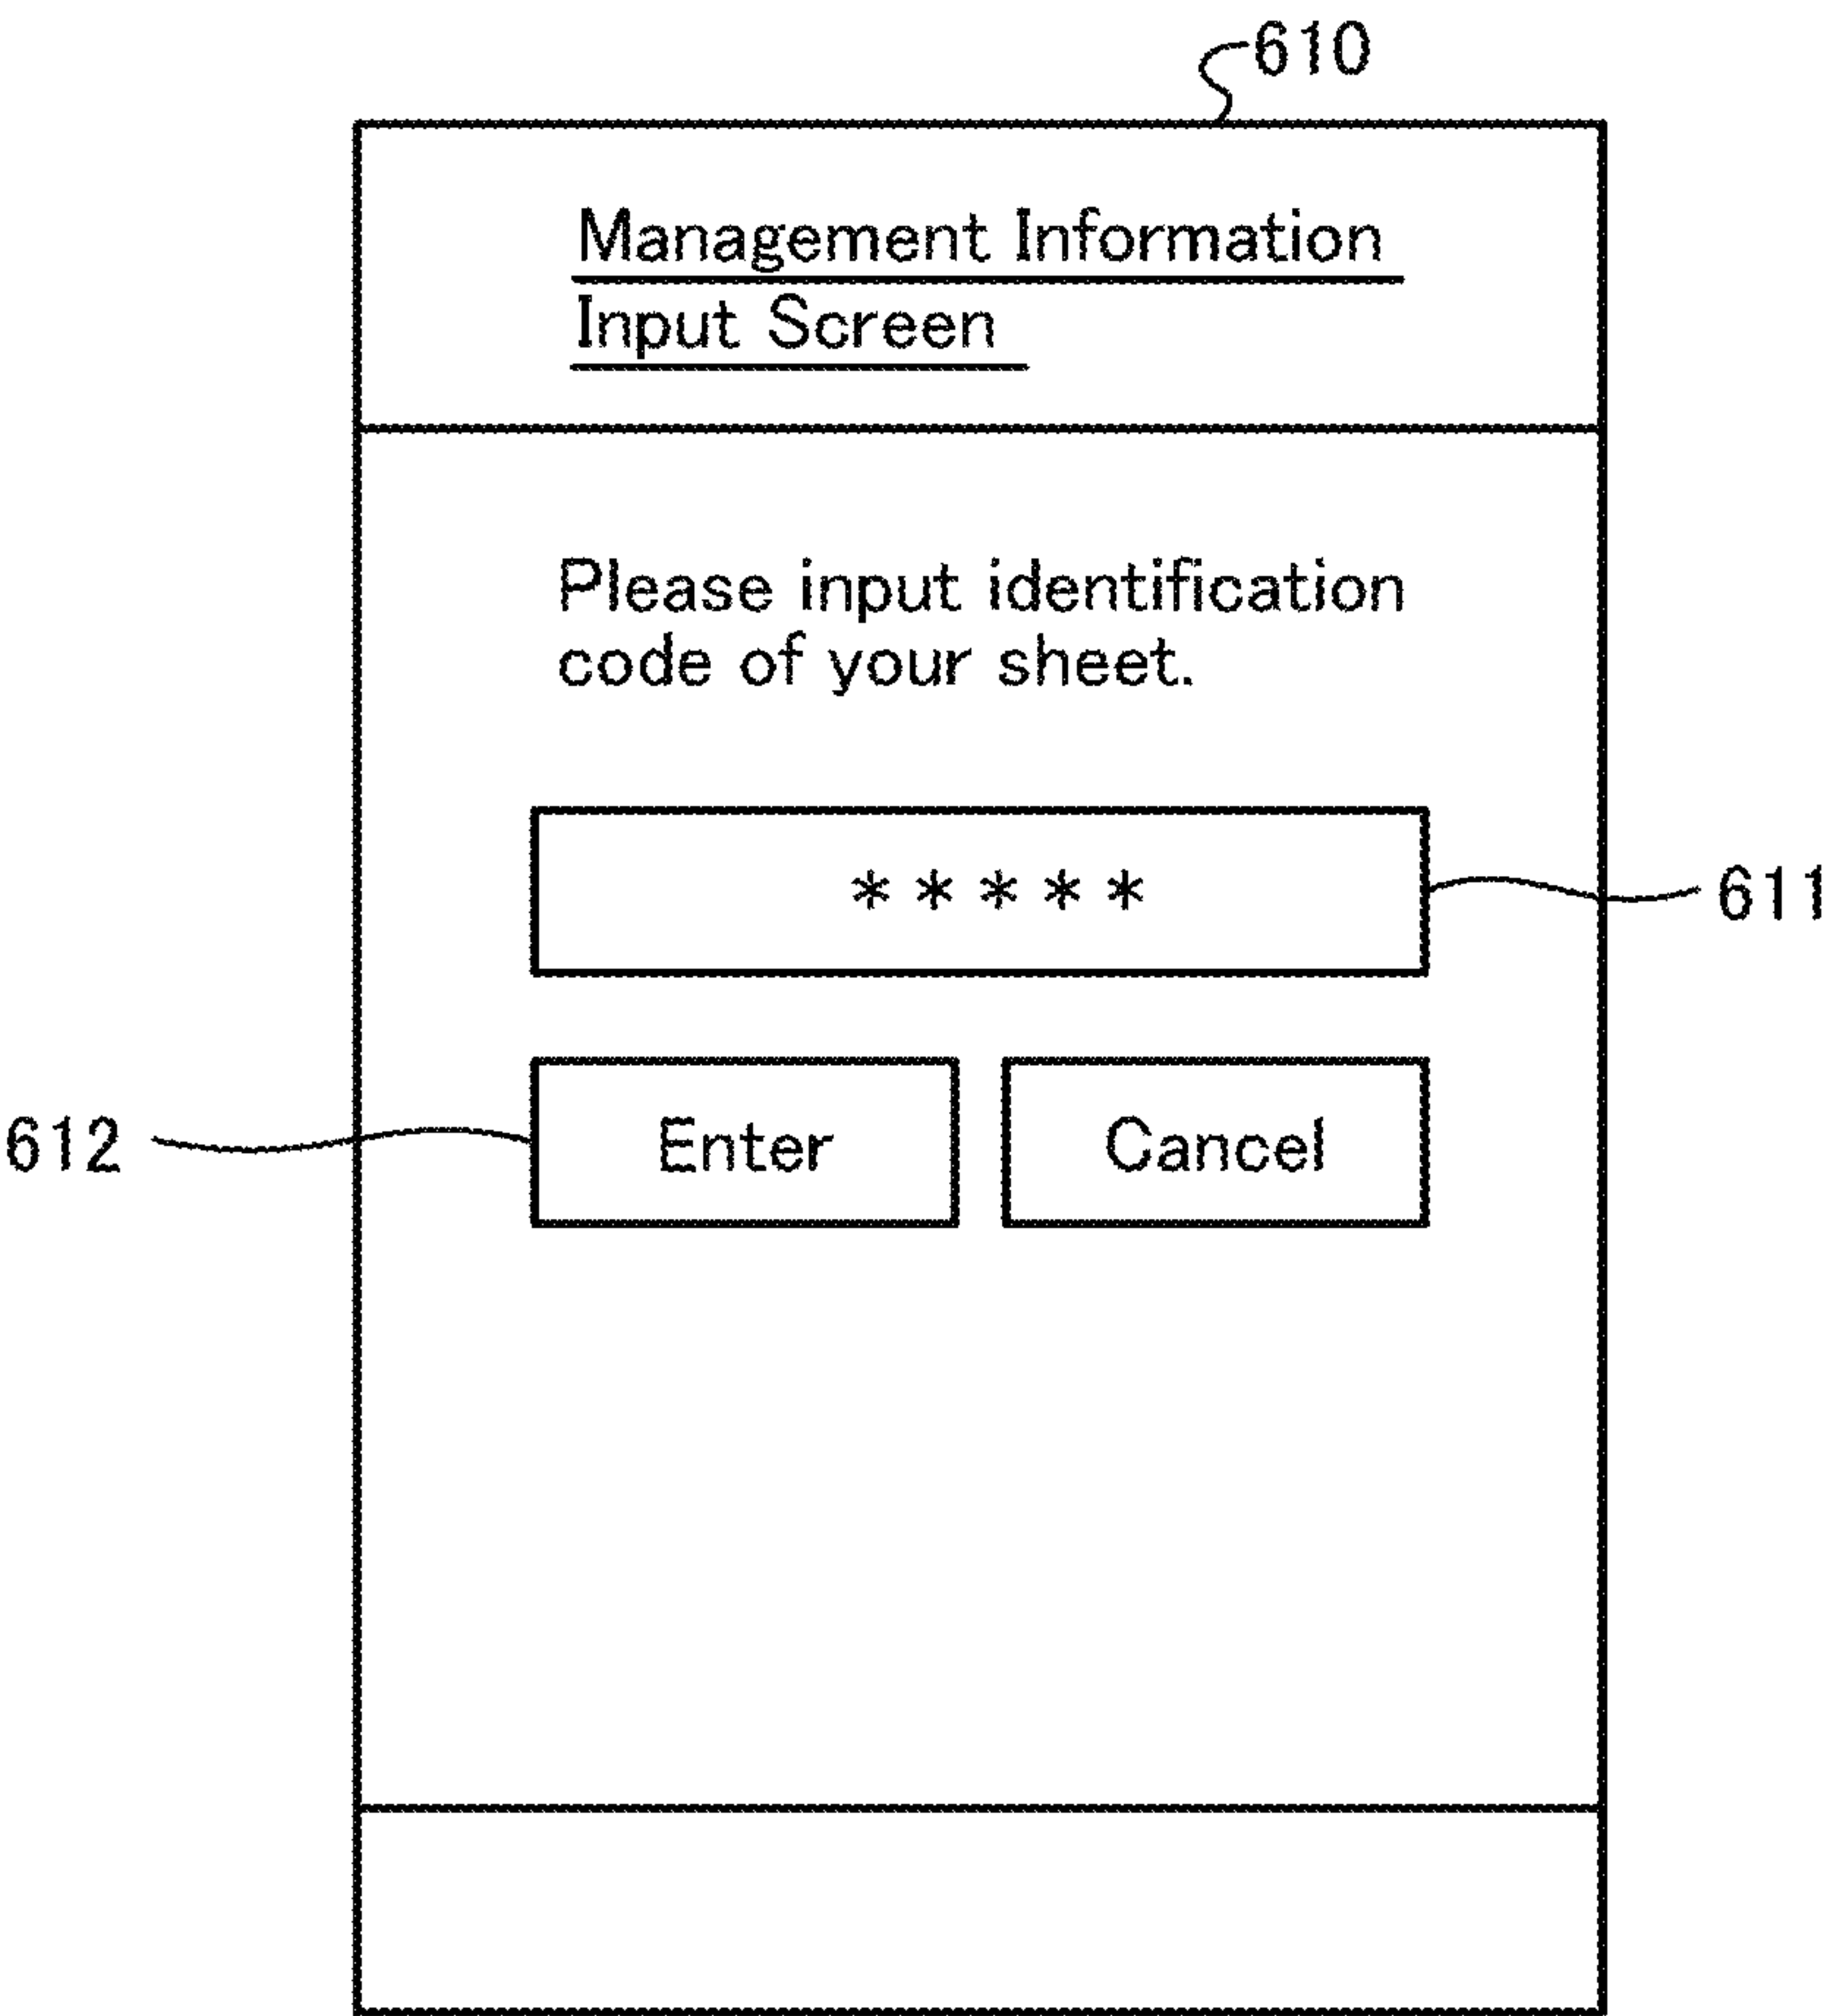 610
Management Information
Input Screen
Please input identification
code of your sheet.
* * * * *
611
612
Enter
Cancel